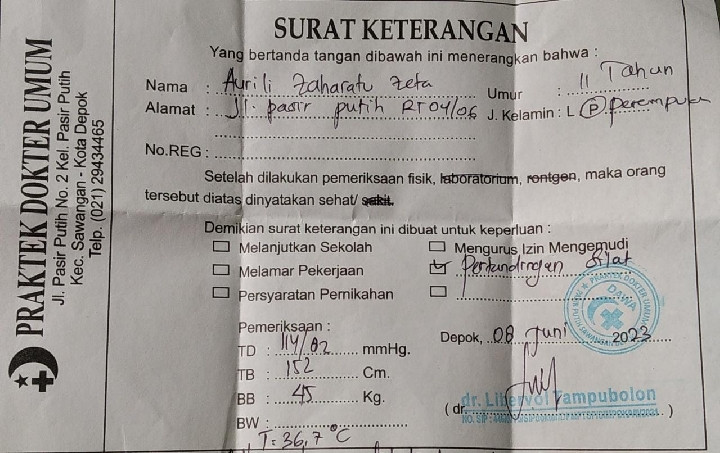 PRAKTEK DOKTER UMUM
Jl. Pasir Putih No. 2 Kel. Pasir Putih
Kec. Sawangan - Kota Depok
Telp. (021) 29434465
SURAT KETERANGAN
Yang bertanda tangan dibawah ini menerangkan bahwa :
Nama : Aurili Zaharatu Zeta Umur : 11 Tahun
Alamat : Jl. pasir putih RT 04/06 J. Kelamin : L (P) perempuan
No.REG :
Setelah dilakukan pemeriksaan fisik, laboratorium, rontgen, maka orang
tersebut diatas dinyatakan sehat/ sakit.
Demikian surat keterangan ini dibuat untuk keperluan :
Melanjutkan Sekolah Mengurus Izin Mengemudi
Melamar Pekerjaan Pertandingan Silat
Persyaratan Pernikahan
Pemeriksaan :
TD : 114/82 mmHg. Depok, 08 Juni 2023
TB : 152 Cm.
BB : 45 Kg.
(dr. Tampubolon )
BW :
T = 36,7 °C